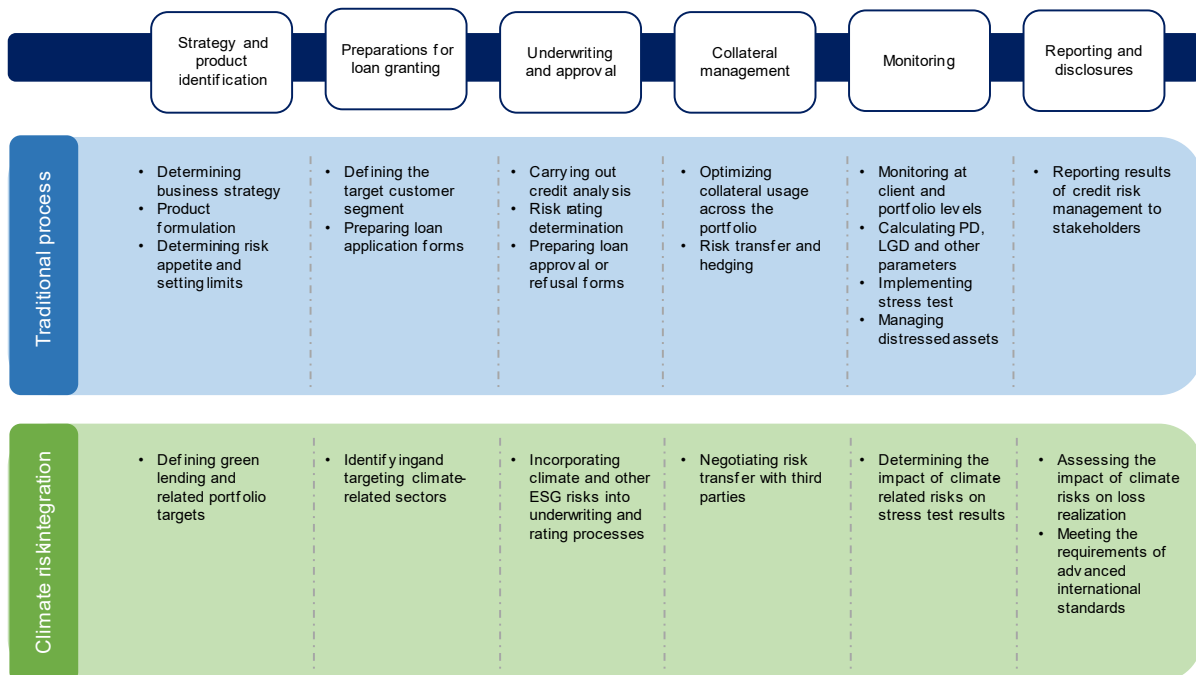 Strategy and
product
identification
Preparations for
loan granting
Underwriting
and approval
Collateral
management
Monitoring
Reporting and
disclosures
Traditional process
• Determining
business strategy
• Product
formulation
• Determining risk
appetite and
setting limits
• Defining the
target customer
segment
• Preparing loan
application forms
• Carrying out
credit analysis
• Risk rating
determination
• Preparing loan
approval or
refusal forms
• Optimizing
collateral usage
across the
portfolio
• Risk transfer and
hedging
• Monitoring at
client and
portfolio levels
• Calculating PD,
LGD and other
parameters
• Implementing
stress test
• Managing
distressed assets
• Reporting results
of credit risk
management to
stakeholders
Climate riskintegration
• Defining green
lending and
related portfolio
targets
• Identifyingand
targeting climate-
related sectors
• Incorporating
climate and other
ESG risks into
underwriting and
rating processes
• Negotiating risk
transfer with third
parties
• Determining the
impact of climate-
related risks on
stress test results
• Assessing the
impact of climate
risks on loss
realization
• Meeting the
requirements of
advanced
international
standards